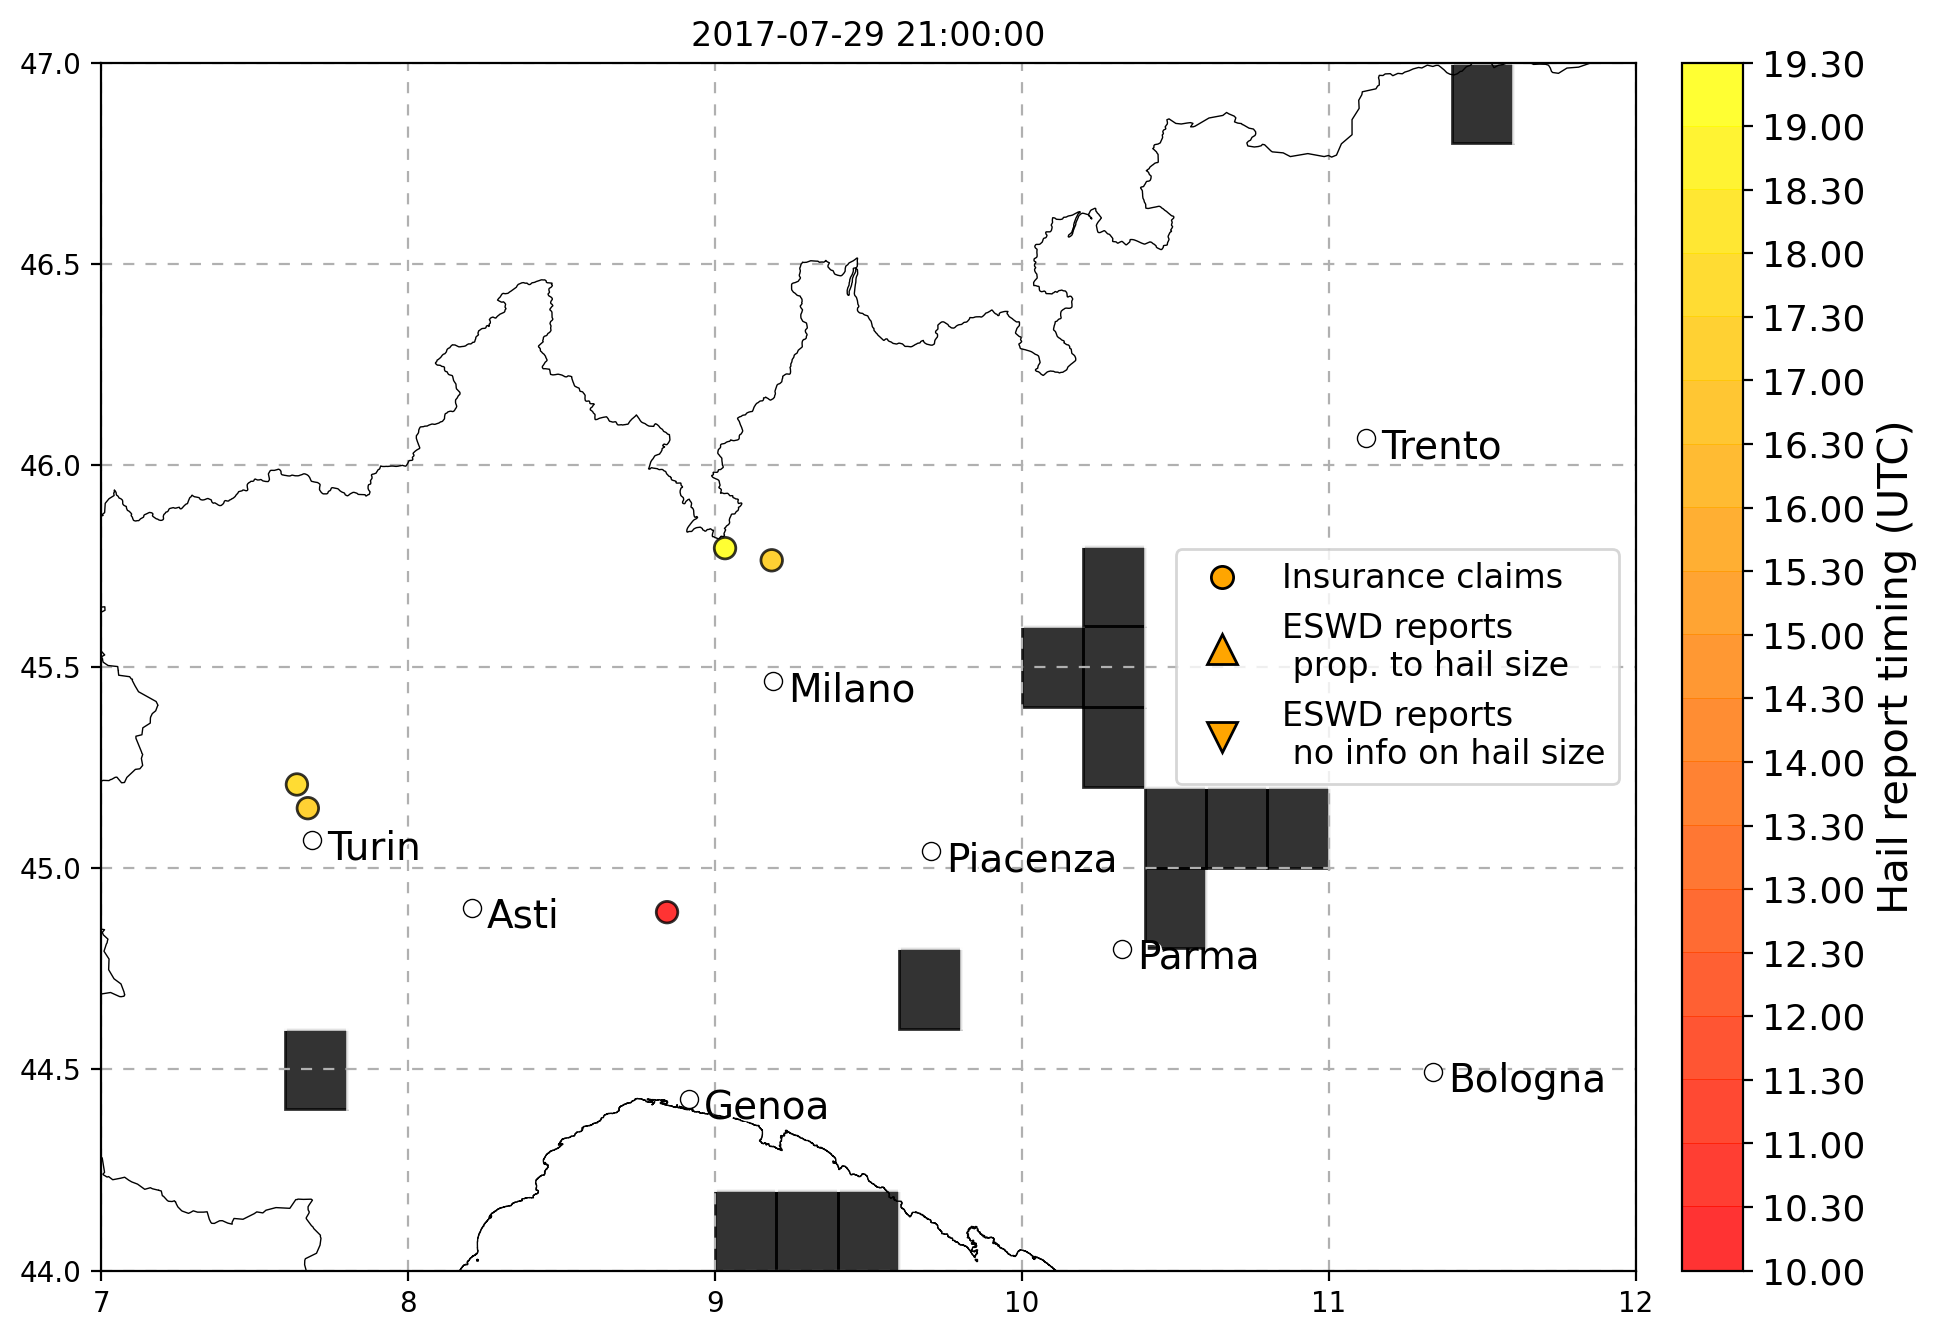 2017-07-29 21:00:00
47.0
46.5
46.0
45.5
45.0
44.5
44.0
7
8
9
10
11
12
Trento
Milano
Turin
Piacenza
Asti
Parma
Genoa
Bologna
Insurance claims
ESWD reports
prop. to hail size
ESWD reports
no info on hail size
19.30
19.00
18.30
18.00
17.30
17.00
16.30
16.00
15.30
15.00
14.30
14.00
13.30
13.00
12.30
12.00
11.30
11.00
10.30
10.00
Hail report timing (UTC)